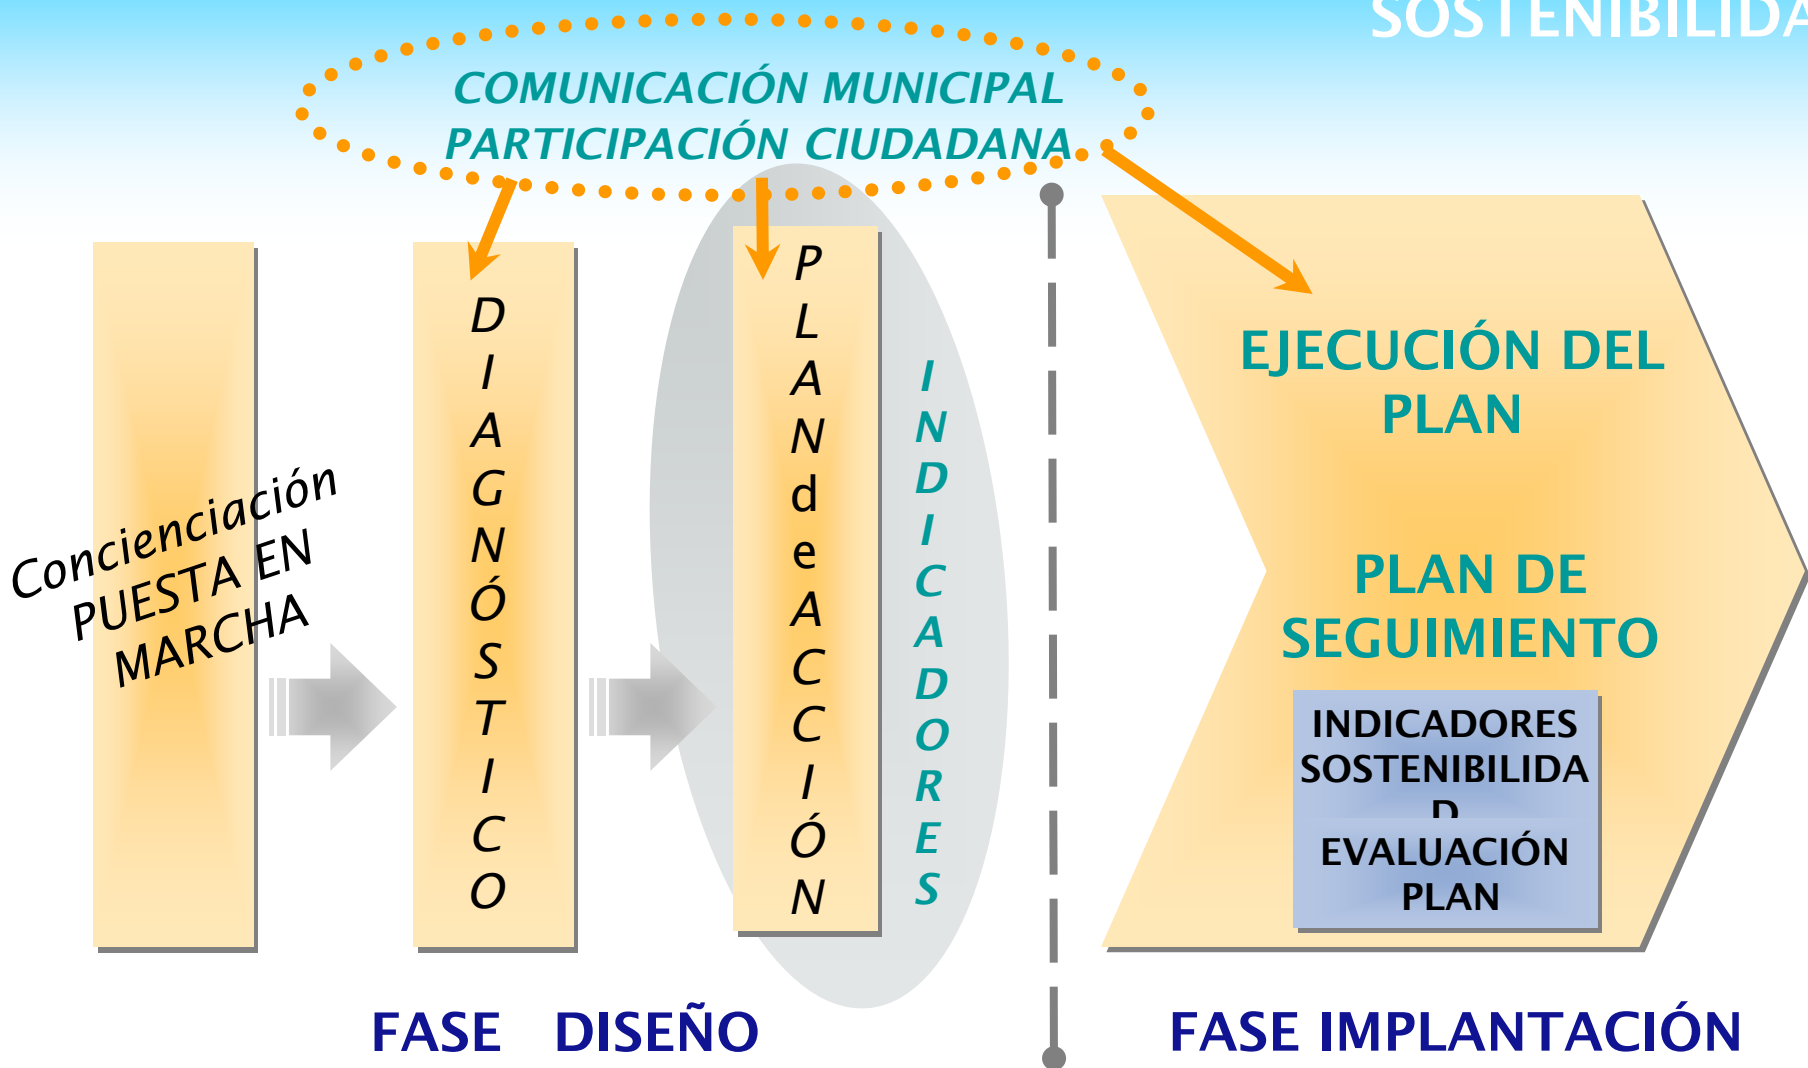 SOSTENIBILIDA
COMUNICACIÓN MUNICIPAL
PARTICIPACIÓN CIUDADANA
Concienciación
PUESTA EN
MARCHA
DIAGNÓSTICO
PLANdeACCIÓN
INDICADORES
EJECUCIÓN DEL
PLAN
PLAN DE
SEGUIMIENTO
INDICADORES
SOSTENIBILIDA
D
EVALUACIÓN
PLAN
FASE DISEÑO
FASE IMPLANTACIÓN